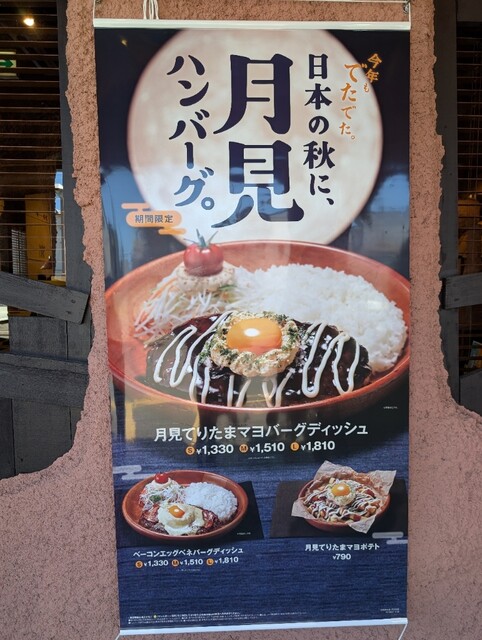 今年も
でたでた。
日本の秋に、
月見
ハンバーグ。
期間限定
月見てりたまマヨバーグディッシュ
S ¥1,330 M ¥1,510 L ¥1,810
ベーコンエッグベネバーグディッシュ
S ¥1,330 M ¥1,510 L ¥1,810
月見てりたまマヨポテト
¥790